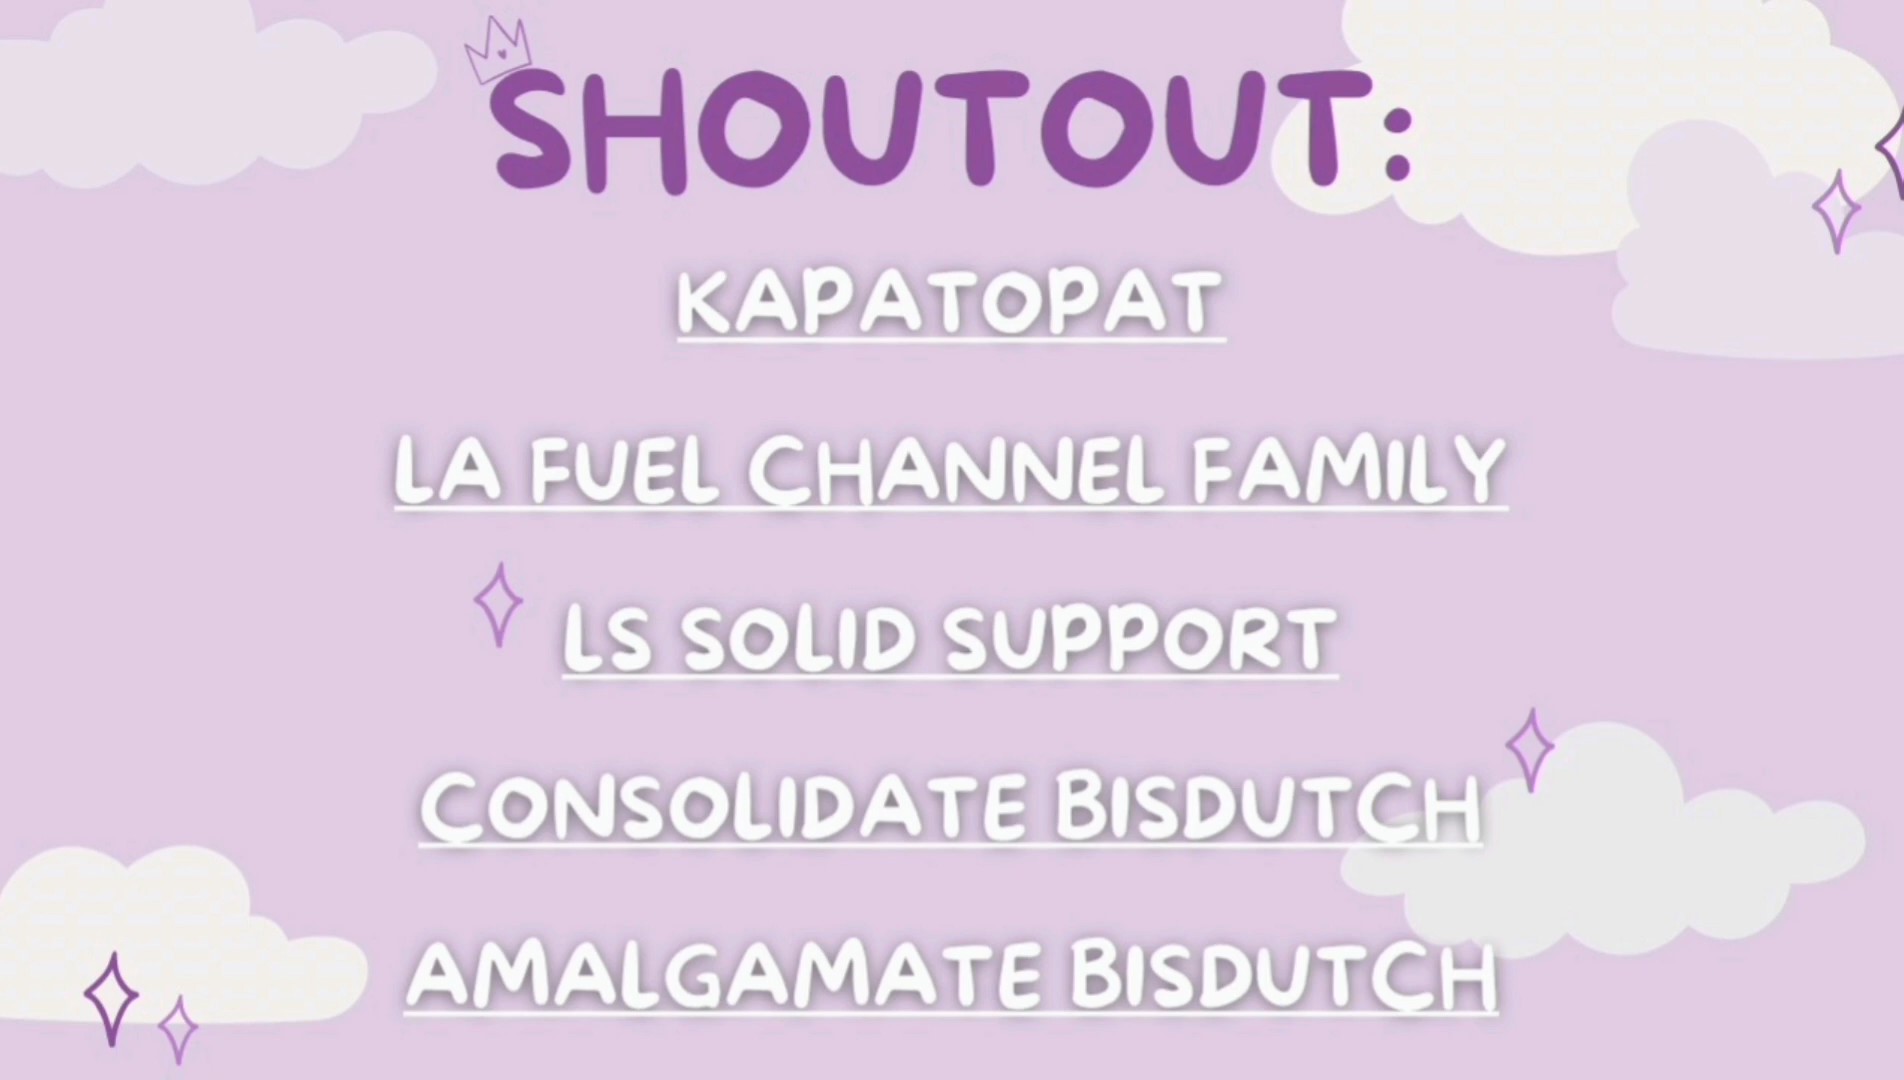 SHOUTOUT:
KAPATOPAT
LA FUEL CHANNEL FAMILY
LS SOLID SUPPORT
CONSOLIDATE BISDUTCH
AMALGAMATE BISDUTCH